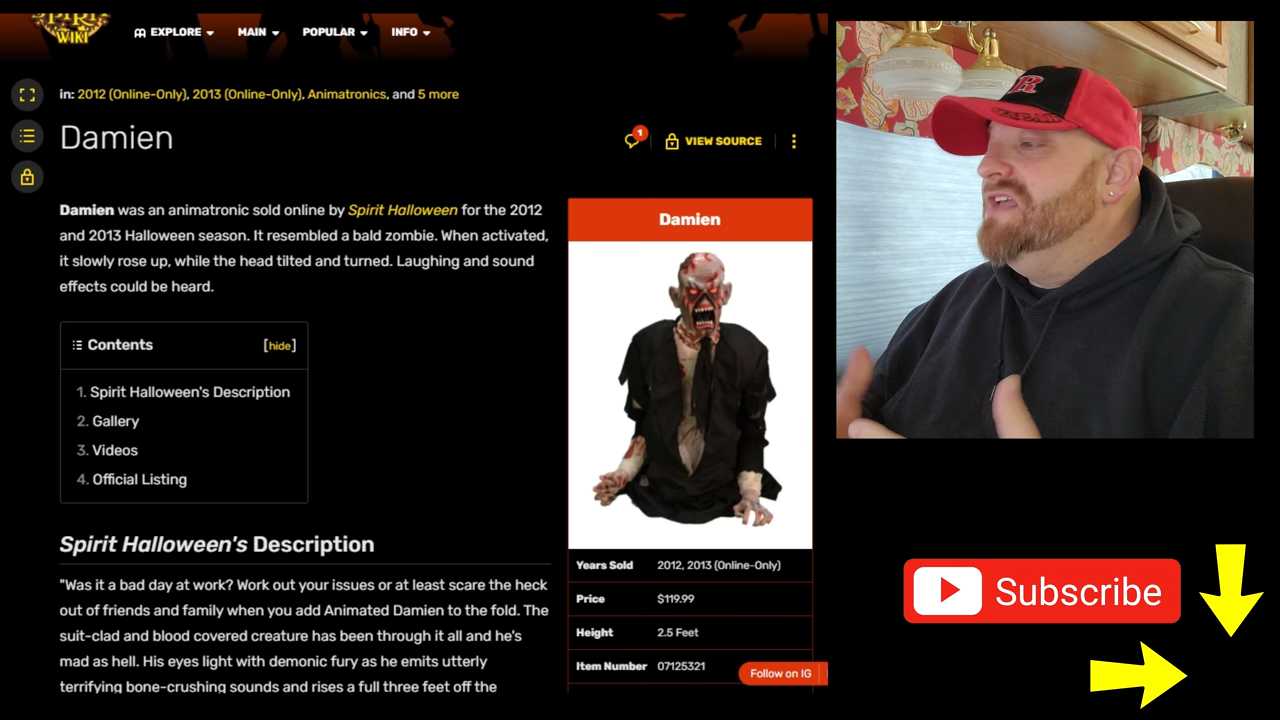 SPIRIT
WIKI
EXPLORE
MAIN
POPULAR
INFO
in: 2012 (Online-Only), 2013 (Online-Only), Animatronics, and 5 more
Damien
1
VIEW SOURCE
Damien was an animatronic sold online by Spirit Halloween for the 2012
and 2013 Halloween season. It resembled a bald zombie. When activated,
it slowly rose up, while the head tilted and turned. Laughing and sound
effects could be heard.
Contents [hide]
1. Spirit Halloween's Description
2. Gallery
3. Videos
4. Official Listing
Spirit Halloween's Description
"Was it a bad day at work? Work out your issues or at least scare the heck
out of friends and family when you add Animated Damien to the fold. The
suit-clad and blood covered creature has been through it all and he's
mad as hell. His eyes light with demonic fury as he emits utterly
terrifying bone-crushing sounds and rises a full three feet off the
Damien
Years Sold 2012, 2013 (Online-Only)
Price $119.99
Height 2.5 Feet
Item Number 07125321
Follow on IG
R
Subscribe